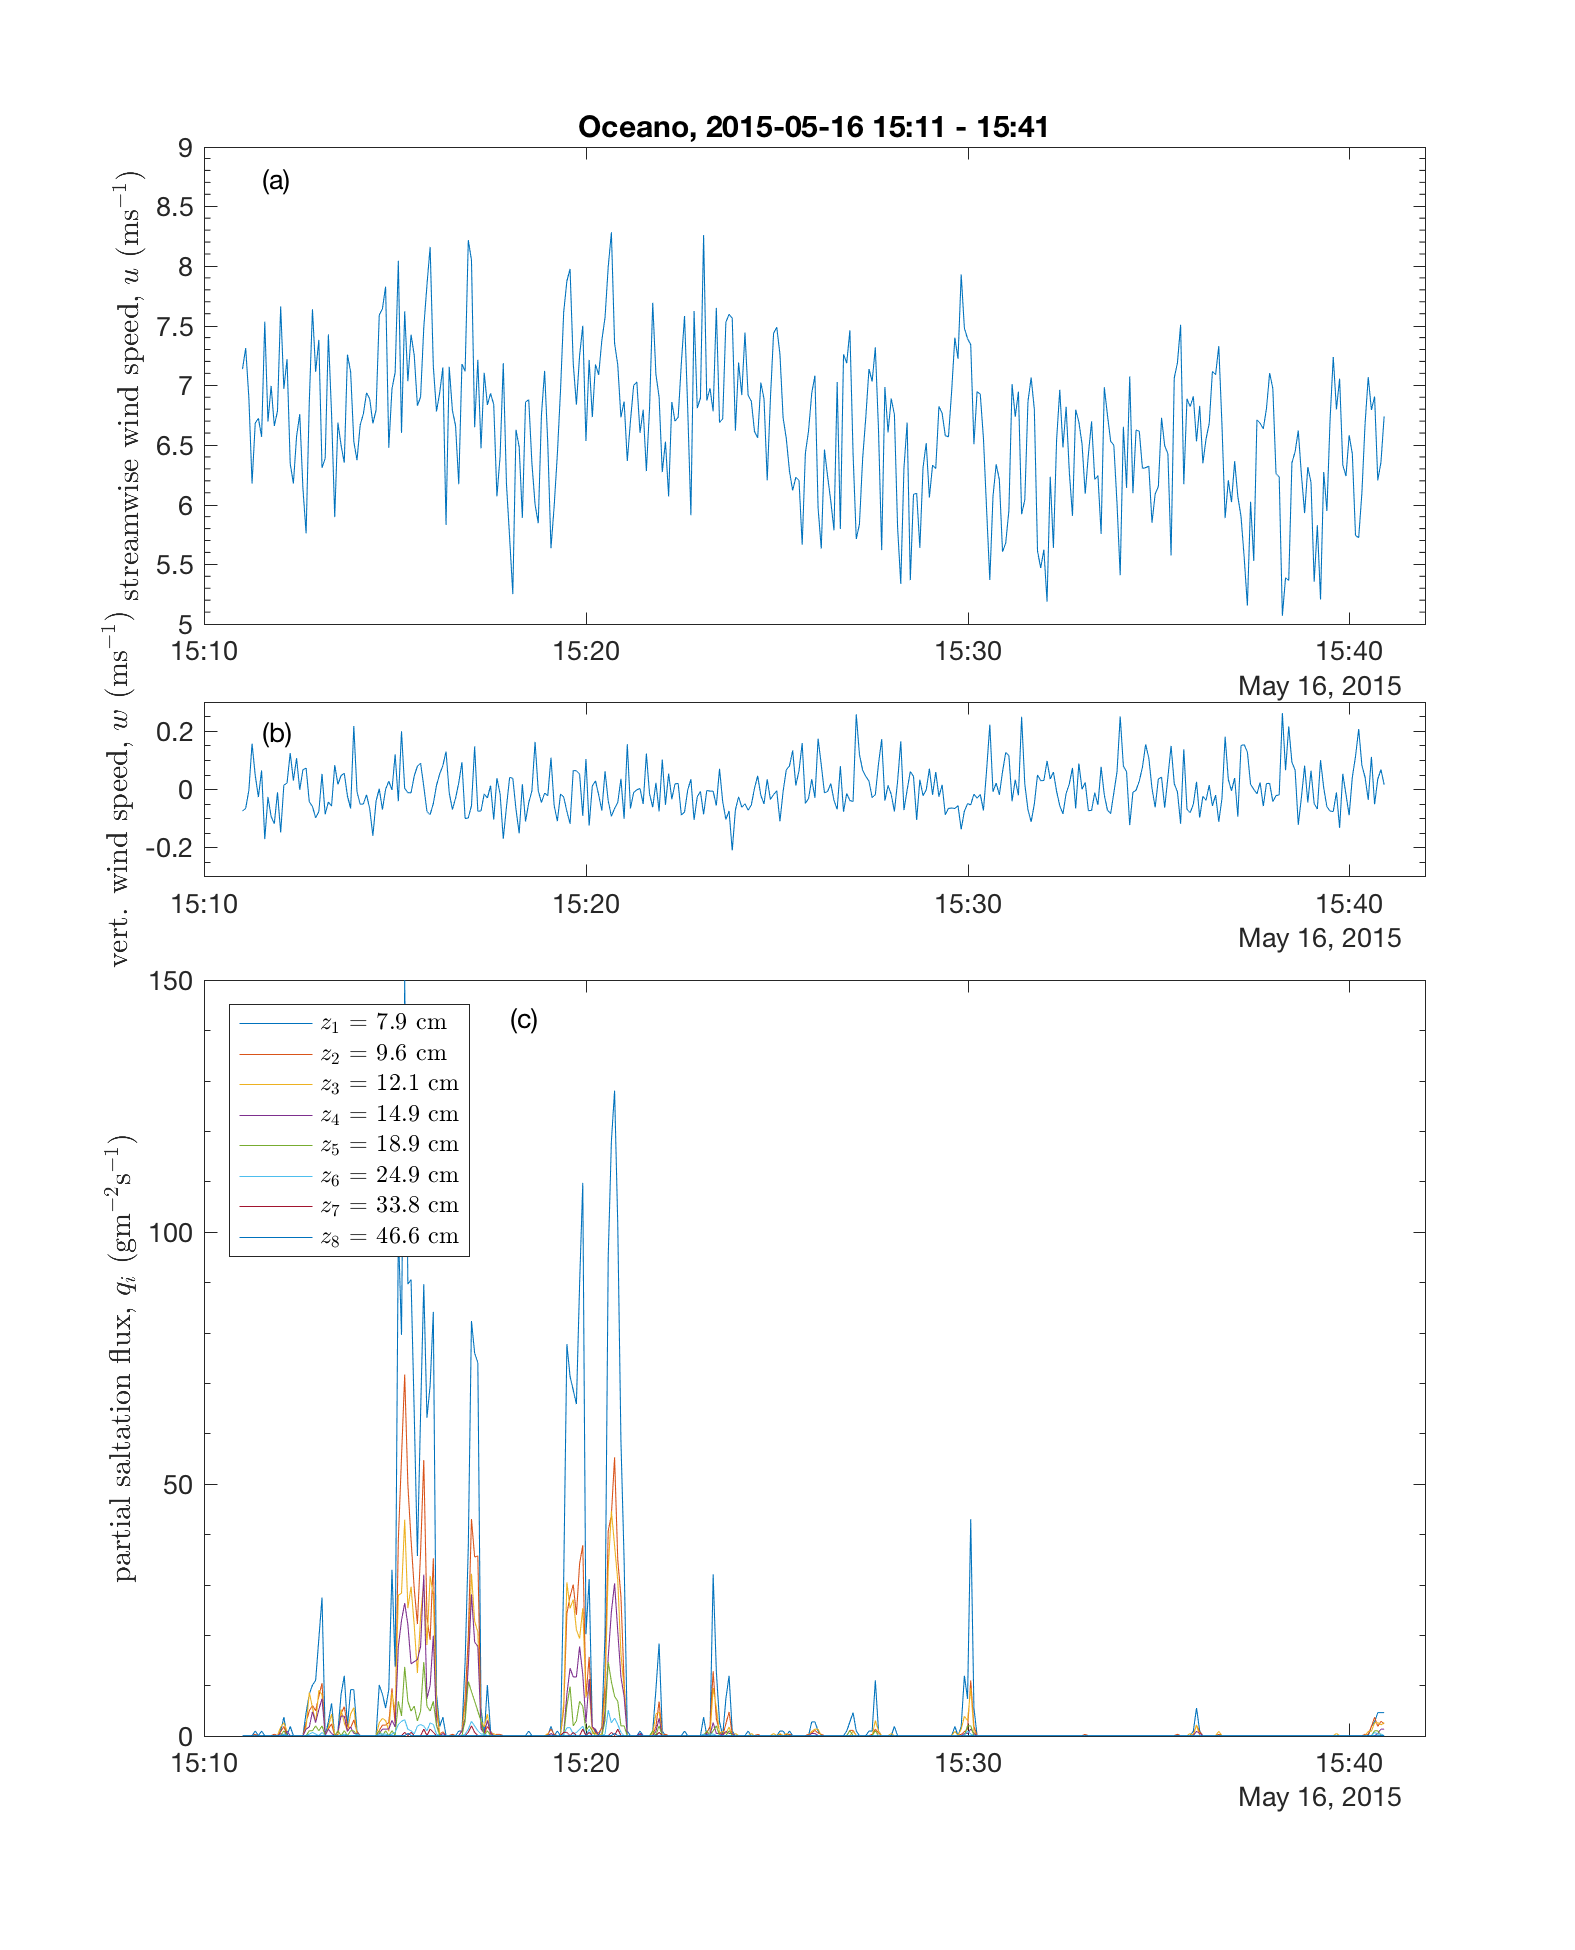 Oceano, 2015-05-16 15:11 - 15:41
(a)
streamwise wind speed, u (ms⁻¹)
9
8.5
8
7.5
7
6.5
6
5.5
5
15:10 15:20 15:30 15:40
May 16, 2015
(b)
vert. wind speed, w (ms⁻¹)
0.2
0
-0.2
15:10 15:20 15:30 15:40
May 16, 2015
(c)
partial saltation flux, qᵢ (gm⁻²s⁻¹)
150
100
50
0
z₁ = 7.9 cm
z₂ = 9.6 cm
z₃ = 12.1 cm
z₄ = 14.9 cm
z₅ = 18.9 cm
z₆ = 24.9 cm
z₇ = 33.8 cm
z₈ = 46.6 cm
15:10 15:20 15:30 15:40
May 16, 2015